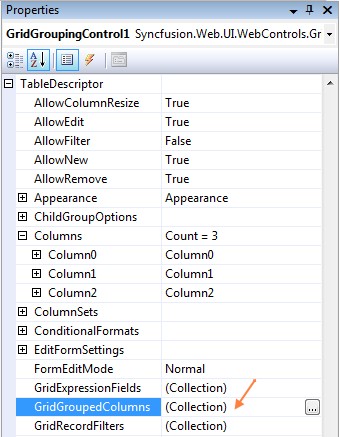 Properties
GridGroupingControl1 Syncfusion.Web.UI.WebControls.Gr
TableDescriptor
AllowColumnResize True
AllowEdit True
AllowFilter False
AllowNew True
AllowRemove True
Appearance Appearance
ChildGroupOptions
Columns Count = 3
Column0 Column0
Column1 Column1
Column2 Column2
ColumnSets
ConditionalFormats
EditFormSettings
FormEditMode Normal
GridExpressionFields (Collection)
GridGroupedColumns (Collection) ...
GridRecordFilters (Collection)